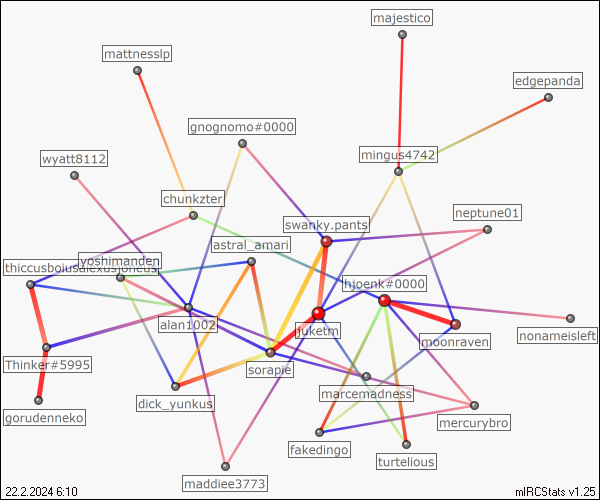 majestico
mattnesslp
edgepanda
gnognomo#0000
mingus4742
wyatt8112
chunkzter
neptune01
swanky.pants
astral_amari
yoshimanden
hjoenk#0000
alan1002
juketm
moonraven
nonameisleft
Thinker#5995
sorapie
marcemadness
dick_yunkus
gorudenneko
mercurybro
fakedingo
turtelious
maddiee3773
22.2.2024 6:10
mIRCStats v1.25